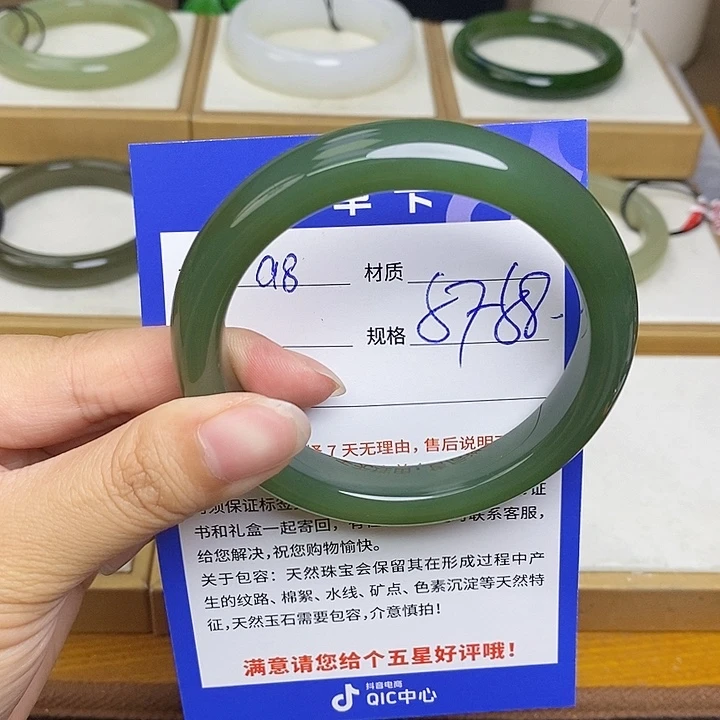 材质
规格
7天无理由，售后说明
须保证标签 证
书和礼盒一起寄回， 联系客服，
给您解决，祝您购物愉快。
关于包容：天然珠宝会保留其在形成过程中产
生的纹路、棉絮、水线、矿点、色素沉淀等天然特
征，天然玉石需要包容，介意慎拍！
满意请您给个五星好评哦！
抖音电商
QIC中心